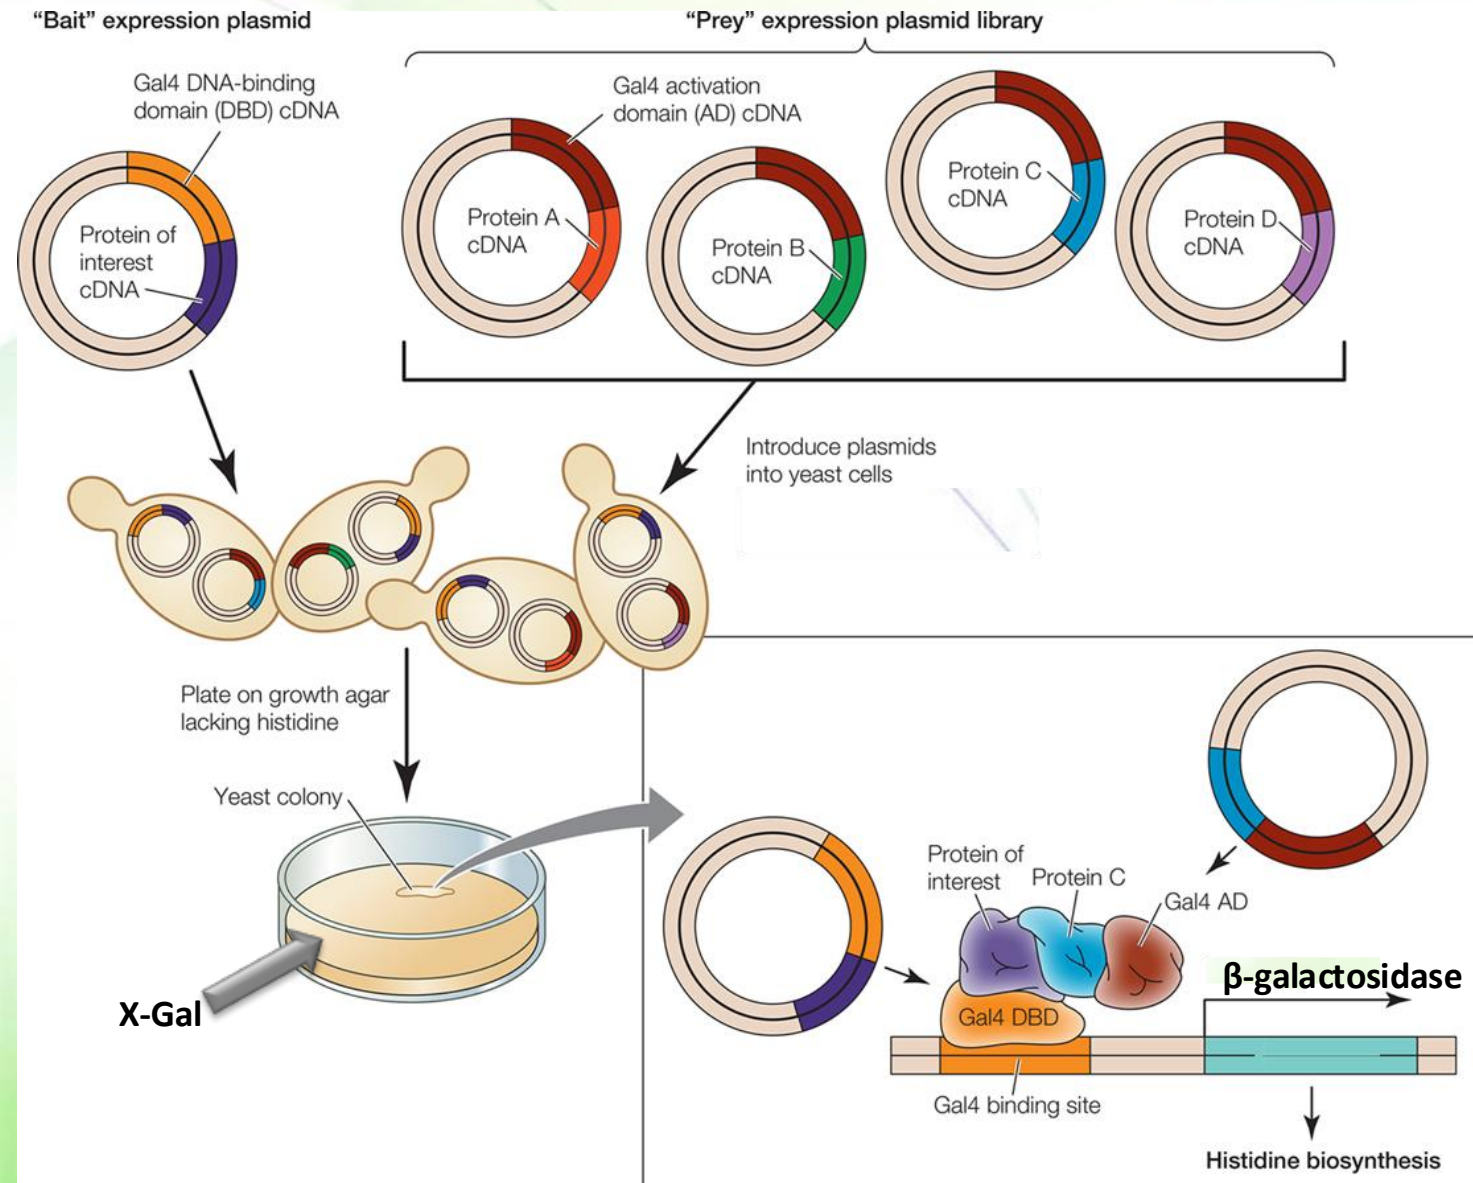 “Bait” expression plasmid
“Prey” expression plasmid library
Gal4 DNA-binding
domain (DBD) cDNA
Gal4 activation
domain (AD) cDNA
Protein of
interest
cDNA
Protein A
cDNA
Protein B
cDNA
Protein C
cDNA
Protein D
cDNA
Introduce plasmids
into yeast cells
Plate on growth agar
lacking histidine
Yeast colony
X-Gal
Protein of
interest
Protein C
Gal4 AD
β-galactosidase
Gal4 DBD
Gal4 binding site
Histidine biosynthesis